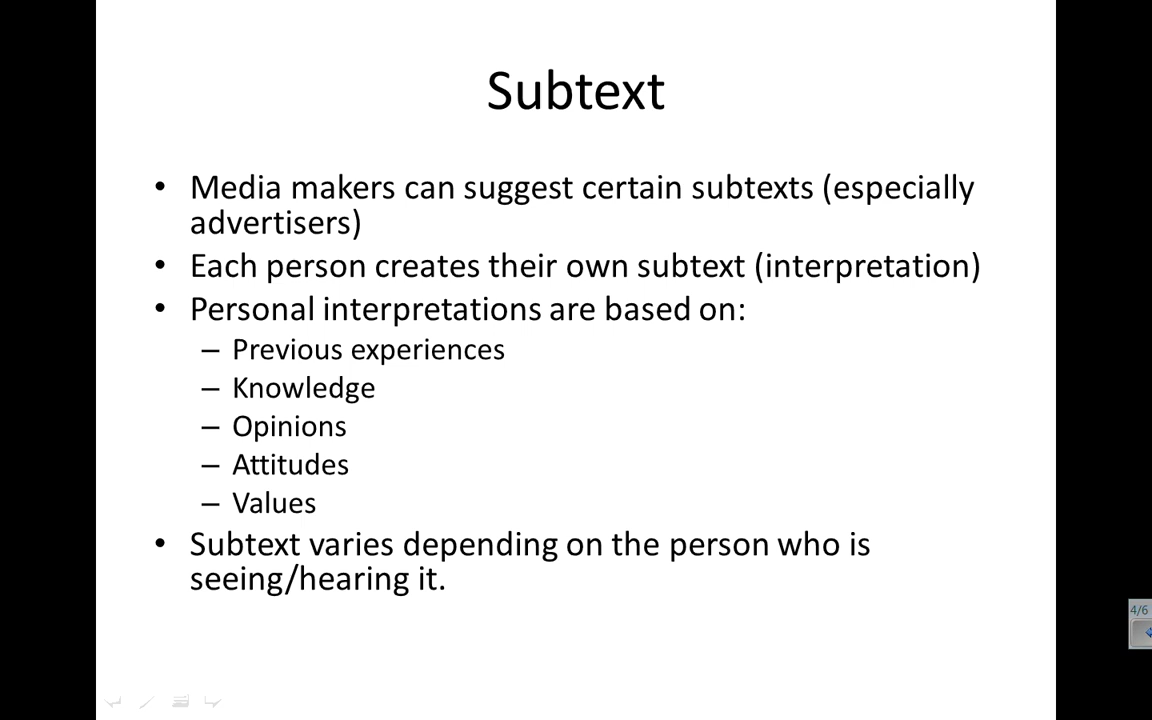 Subtext
• Media makers can suggest certain subtexts (especially
advertisers)
• Each person creates their own subtext (interpretation)
• Personal interpretations are based on:
– Previous experiences
– Knowledge
– Opinions
– Attitudes
– Values
• Subtext varies depending on the person who is
seeing/hearing it.
4/6